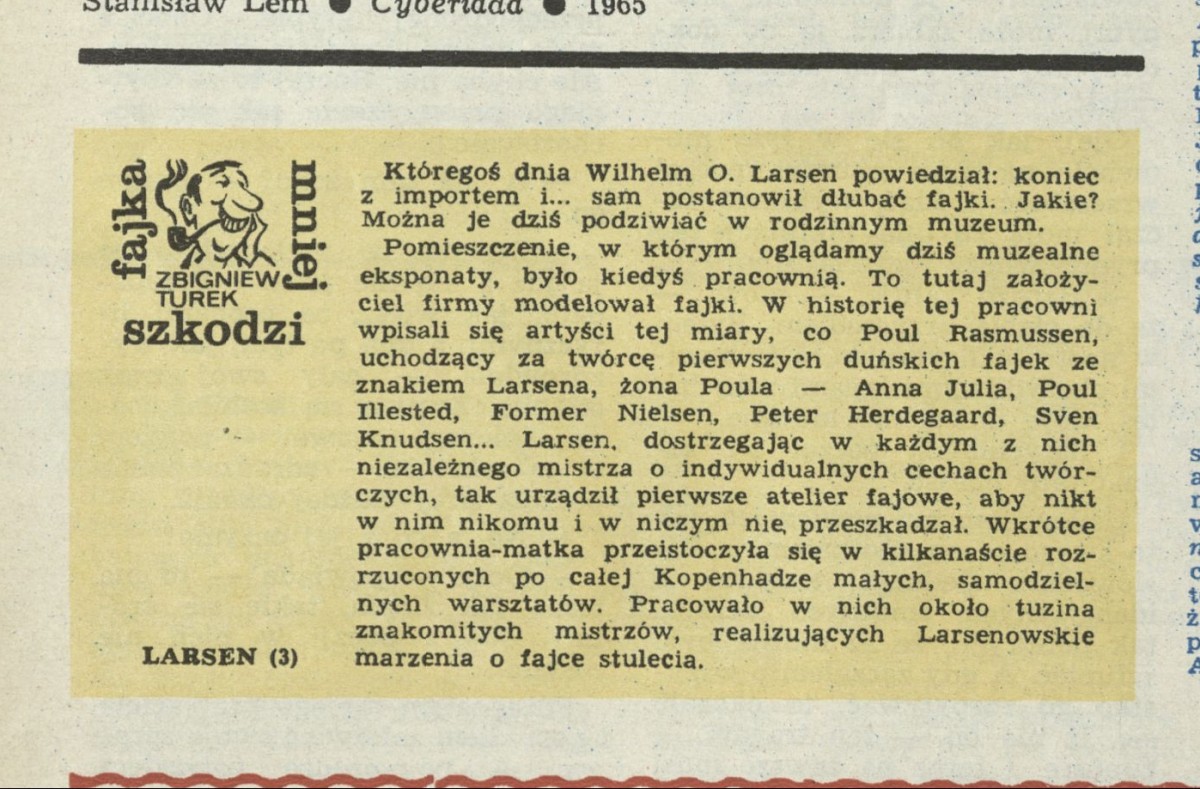 Stanisław Lem ● Cyberiada ● 1965
fajka
mniej
ZBIGNIEW
TUREK
szkodzi
LARSEN (3)
Któregoś dnia Wilhelm O. Larsen powiedział: koniec
z importem i... sam postanowił dłubać fajki. Jakie?
Można je dziś podziwiać w rodzinnym muzeum.
Pomieszczenie, w którym oglądamy dziś muzealne
eksponaty, było kiedyś pracownią. To tutaj założy-
ciel firmy modelował fajki. W historię tej pracowni
wpisali się artyści tej miary, co Poul Rasmussen,
uchodzący za twórcę pierwszych duńskich fajek ze
znakiem Larsena, żona Poula — Anna Julia, Poul
Illested, Former Nielsen, Peter Herdegaard, Sven
Knudsen... Larsen, dostrzegając w każdym z nich
niezależnego mistrza o indywidualnych cechach twór-
czych, tak urządził pierwsze atelier fajowe, aby nikt
w nim nikomu i w niczym nie przeszkadzał. Wkrótce
pracownia-matka przeistoczyła się w kilkanaście roz-
rzuconych po całej Kopenhadze małych, samodziel-
nych warsztatów. Pracowało w nich około tuzina
znakomitych mistrzów, realizujących Larsenowskie
marzenia o fajce stulecia.